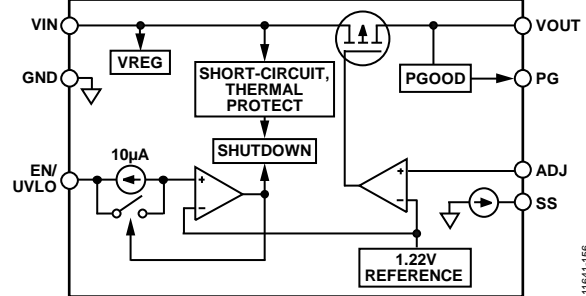 VIN
VOUT
VREG
GND
SHORT-CIRCUIT,
THERMAL
PROTECT
PGOOD
PG
SHUTDOWN
10µA
EN/
UVLO
+
–
+
–
ADJ
SS
1.22V
REFERENCE
11641-156